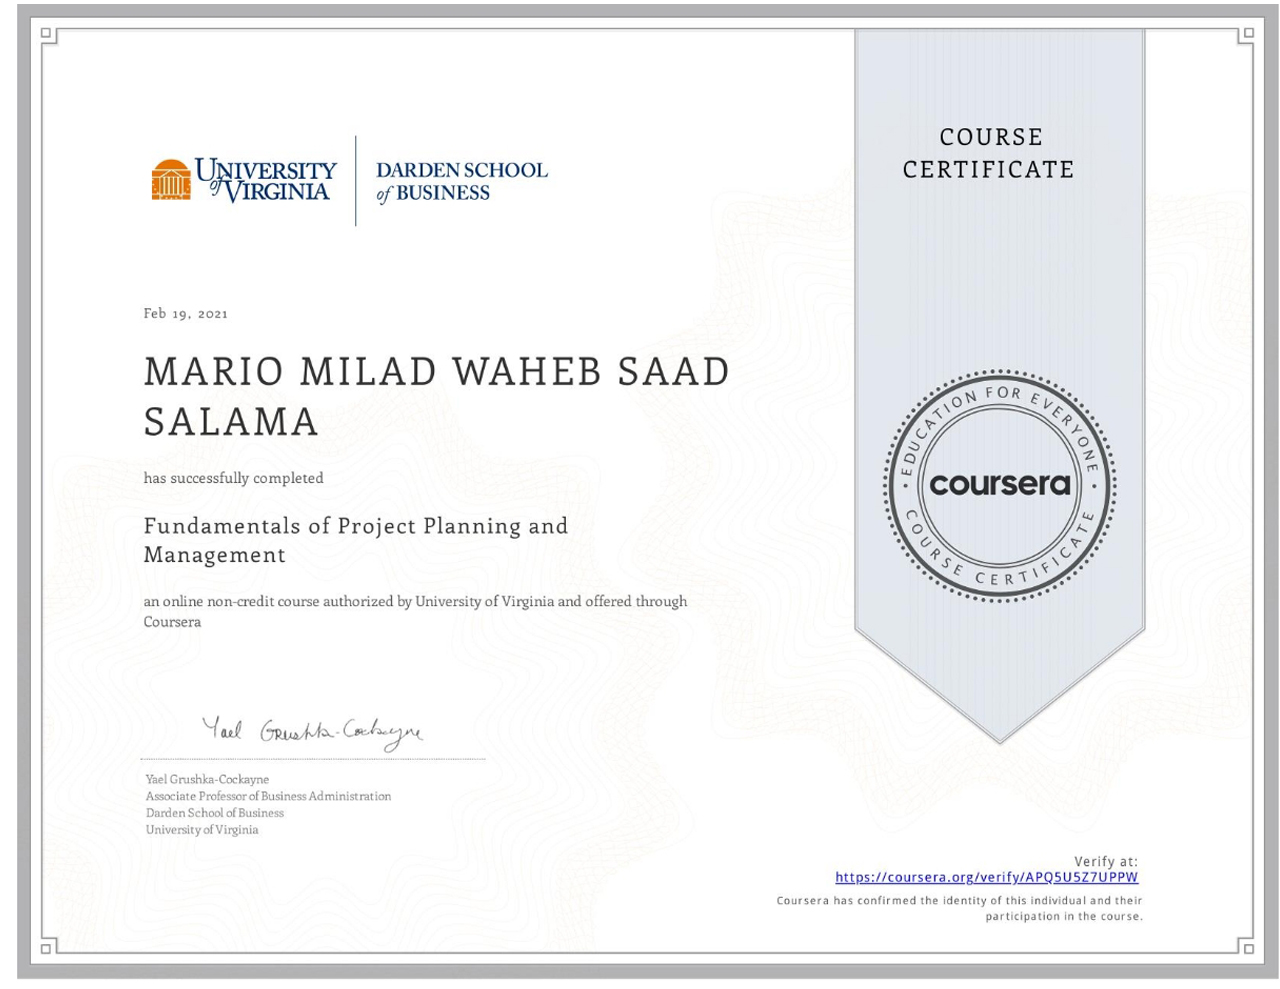 COURSE
CERTIFICATE
UNIVERSITY
of VIRGINIA
DARDEN SCHOOL
of BUSINESS
Feb 19, 2021
MARIO MILAD WAHEB SAAD
SALAMA
has successfully completed
Fundamentals of Project Planning and
Management
an online non-credit course authorized by University of Virginia and offered through
Coursera
EDUCATION FOR EVERYONE
coursera
COURSE CERTIFICATE
Yael Grushka-Cockayne
Yael Grushka-Cockayne
Associate Professor of Business Administration
Darden School of Business
University of Virginia
Verify at:
https://coursera.org/verify/APQ5U5Z7UPPW
Coursera has confirmed the identity of this individual and their
participation in the course.